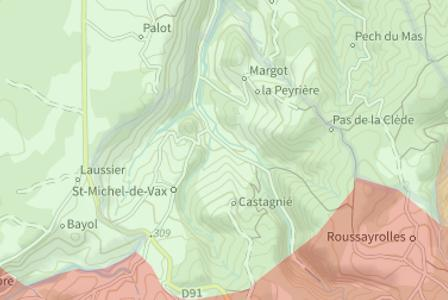 Palot
Pech du Mas
Margot
la Peyrière
Pas de la Clède
Laussier
St-Michel-de-Vax
Castagné
Bayol
309
Roussayrolles
D91